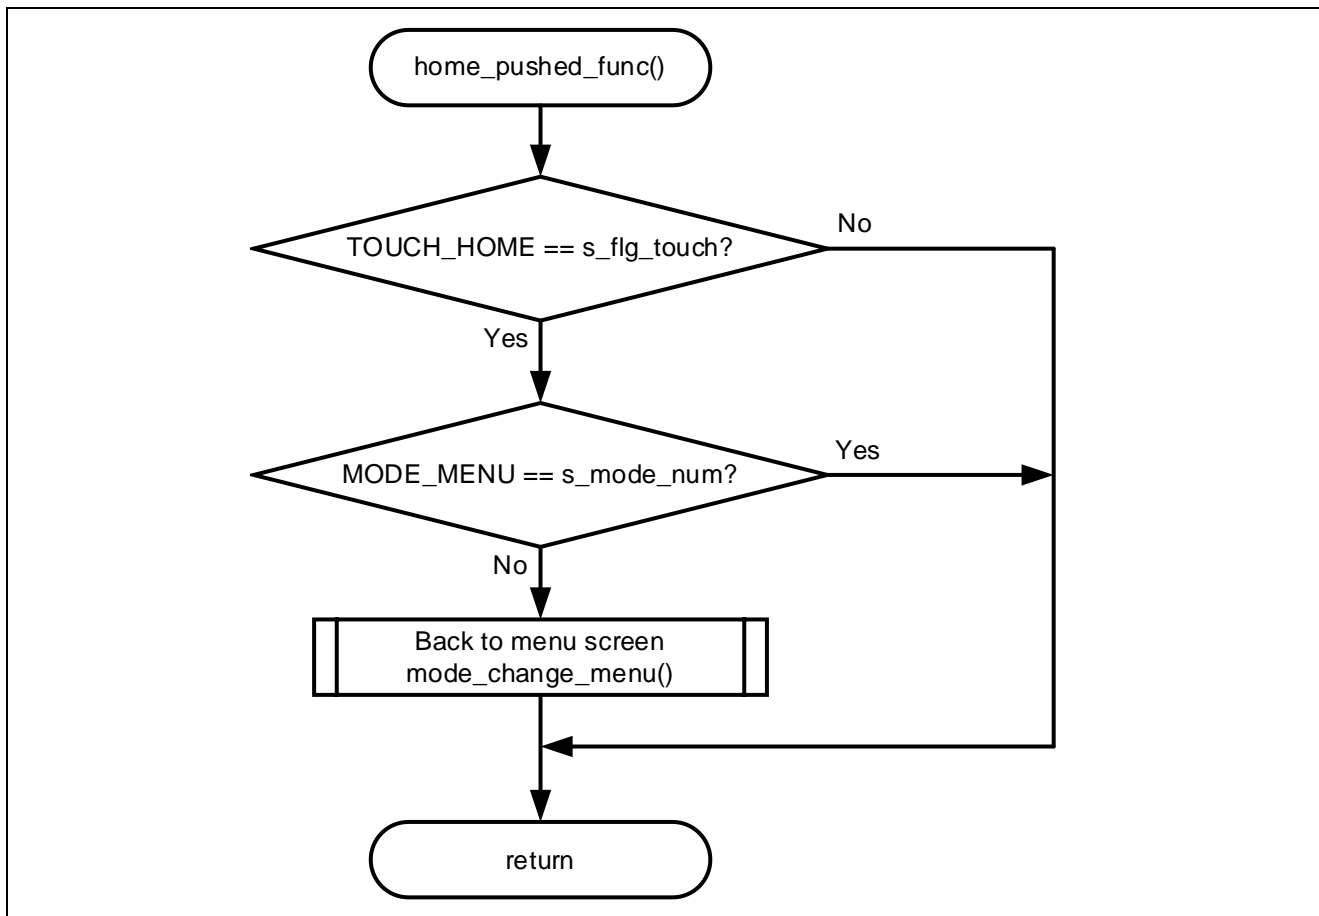 home_pushed_func()
TOUCH_HOME == s_flg_touch?
No
Yes
MODE_MENU == s_mode_num?
Yes
No
Back to menu screen
mode_change_menu()
return